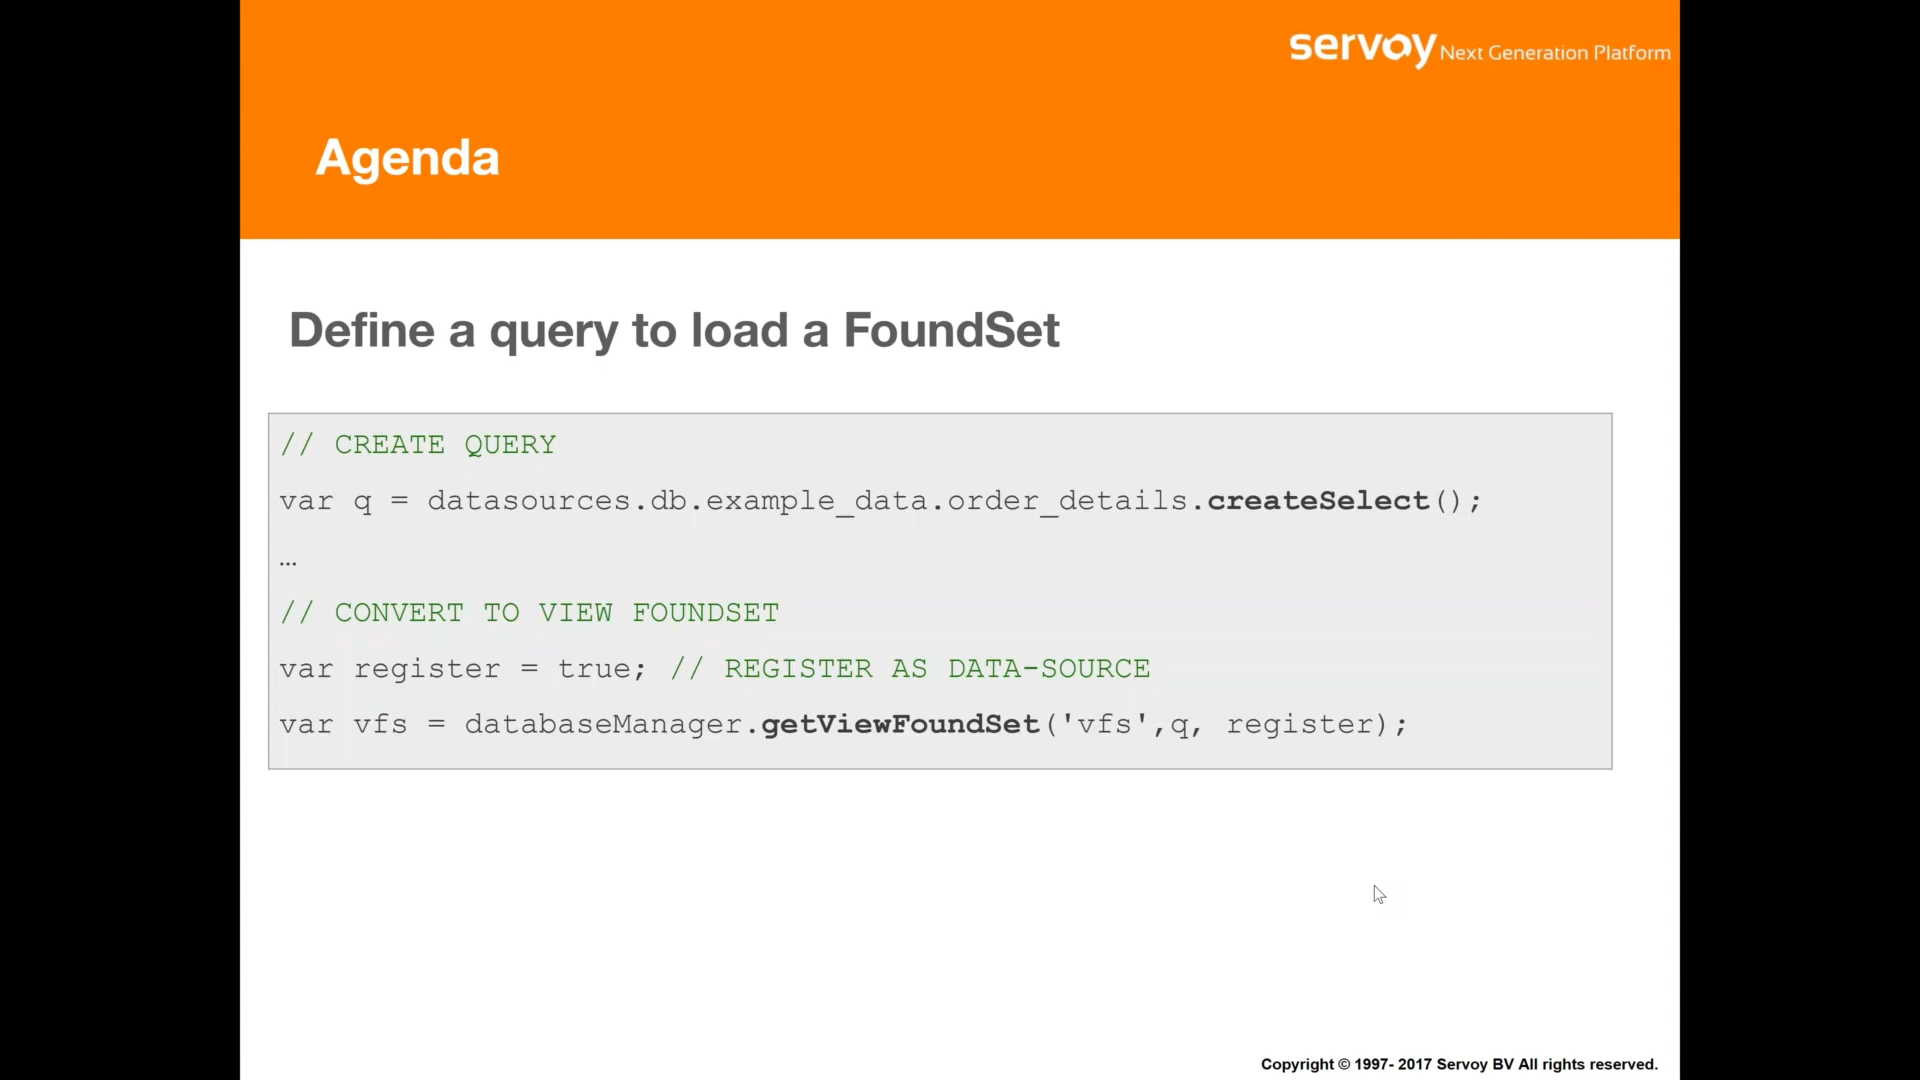 servoy Next Generation Platform
Agenda
Define a query to load a FoundSet
// CREATE QUERY
var q = datasources.db.example_data.order_details.createSelect();
…
// CONVERT TO VIEW FOUNDSET
var register = true; // REGISTER AS DATA-SOURCE
var vfs = databaseManager.getViewFoundSet('vfs',q, register);
Copyright © 1997- 2017 Servoy BV All rights reserved.